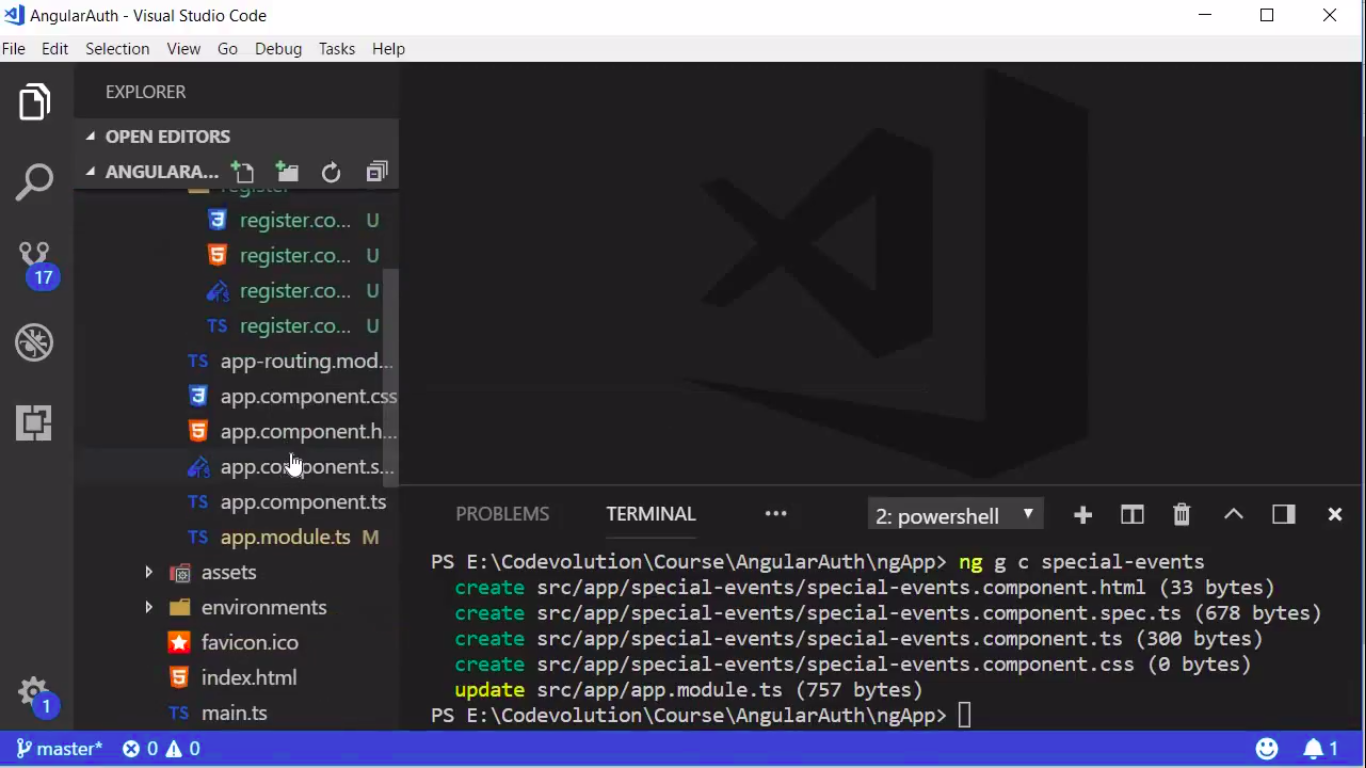 AngularAuth - Visual Studio Code
File Edit Selection View Go Debug Tasks Help
EXPLORER
OPEN EDITORS
ANGULARA...
register
register.co... U
register.co... U
register.co... U
TS register.co... U
TS app-routing.mod...
app.component.css
app.component.h...
app.component.s...
TS app.component.ts
TS app.module.ts M
assets
environments
favicon.ico
index.html
TS main.ts
17
1
PROBLEMS TERMINAL ... 2: powershell
PS E:\Codevolution\Course\AngularAuth\ngApp> ng g c special-events
create src/app/special-events/special-events.component.html (33 bytes)
create src/app/special-events/special-events.component.spec.ts (678 bytes)
create src/app/special-events/special-events.component.ts (300 bytes)
create src/app/special-events/special-events.component.css (0 bytes)
update src/app/app.module.ts (757 bytes)
PS E:\Codevolution\Course\AngularAuth\ngApp>
master* 0 0 1